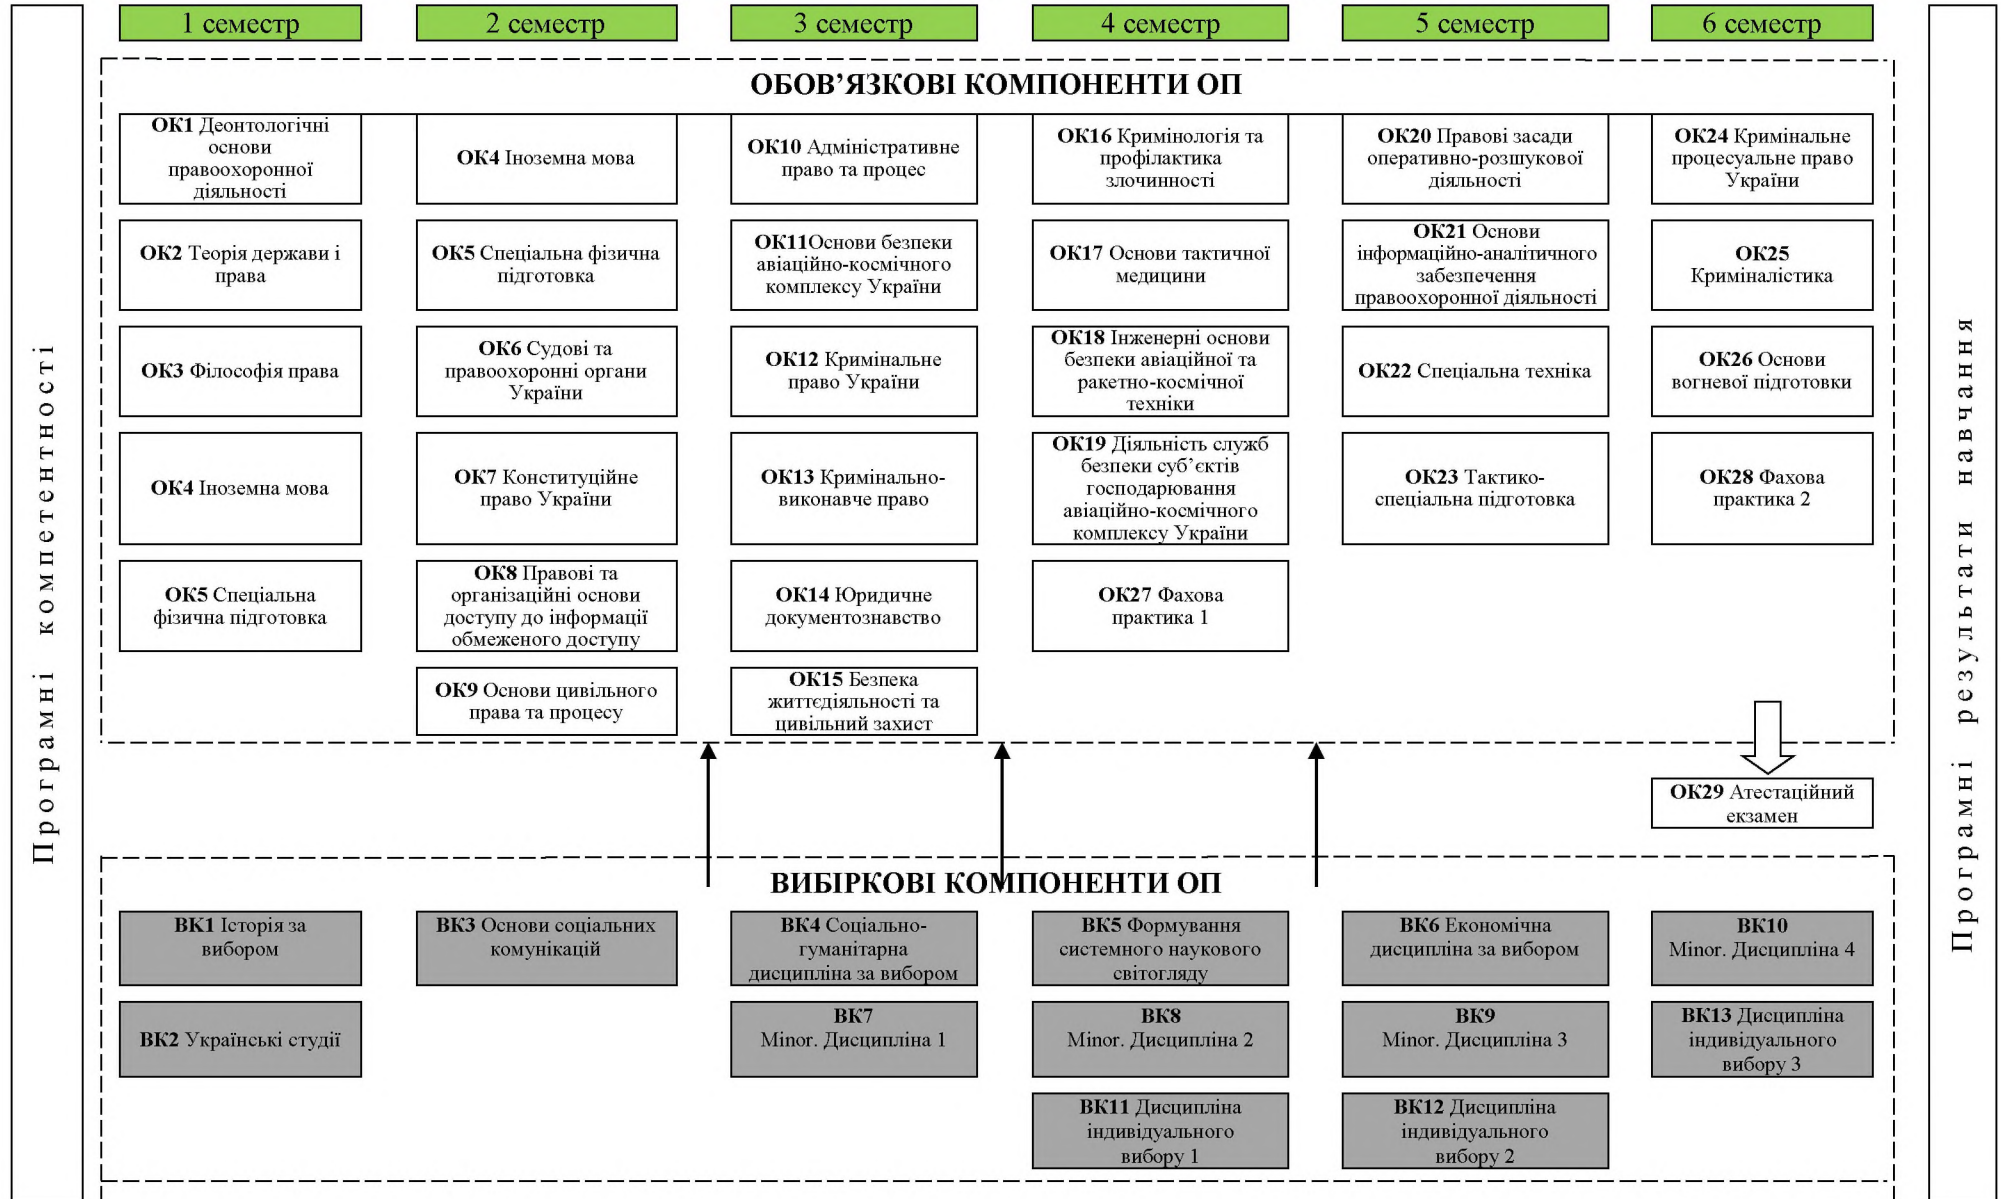 1 семестр
2 семестр
3 семестр
4 семестр
5 семестр
6 семестр
Програмні компетентності
ОБОВ’ЯЗКОВІ КОМПОНЕНТИ ОП
ОК1 Деонтологічні
основи
правоохоронної
діяльності
ОК4 Іноземна мова
ОК10 Адміністративне
право та процес
ОК16 Кримінологія та
профілактика
злочинності
ОК20 Правові засади
оперативно-розшукової
діяльності
ОК24 Кримінальне
процесуальне право
України
ОК2 Теорія держави і
права
ОК5 Спеціальна фізична
підготовка
ОК11Основи безпеки
авіаційно-космічного
комплексу України
ОК17 Основи тактичної
медицини
ОК21 Основи
інформаційно-аналітичного
забезпечення
правоохоронної діяльності
ОК25
Криміналістика
ОК3 Філософія права
ОК6 Судові та
правоохоронні органи
України
ОК12 Кримінальне
право України
ОК18 Інженерні основи
безпеки авіаційної та
ракетно-космічної
техніки
ОК22 Спеціальна техніка
ОК26 Основи
вогневої підготовки
ОК4 Іноземна мова
ОК7 Конституційне
право України
ОК13 Кримінально-
виконавче право
ОК19 Діяльність служб
безпеки суб’єктів
господарювання
авіаційно-космічного
комплексу України
ОК23 Тактико-
спеціальна підготовка
ОК28 Фахова
практика 2
ОК5 Спеціальна
фізична підготовка
ОК8 Правові та
організаційні основи
доступу до інформації
обмеженого доступу
ОК14 Юридичне
документознавство
ОК27 Фахова
практика 1
ОК9 Основи цивільного
права та процесу
ОК15 Безпека
життєдіяльності та
цивільний захист
ОК29 Атестаційний
екзамен
ВИБІРКОВІ КОМПОНЕНТИ ОП
ВК1 Історія за
вибором
ВК3 Основи соціальних
комунікацій
ВК4 Соціально-
гуманітарна
дисципліна за вибором
ВК5 Формування
системного наукового
світогляду
ВК6 Економічна
дисципліна за вибором
ВК10
Minor. Дисципліна 4
ВК2 Українські студії
ВК7
Minor. Дисципліна 1
ВК8
Minor. Дисципліна 2
ВК9
Minor. Дисципліна 3
ВК13 Дисципліна
індивідуального
вибору 3
ВК11 Дисципліна
індивідуального
вибору 1
ВК12 Дисципліна
індивідуального
вибору 2
Програмні результати навчання